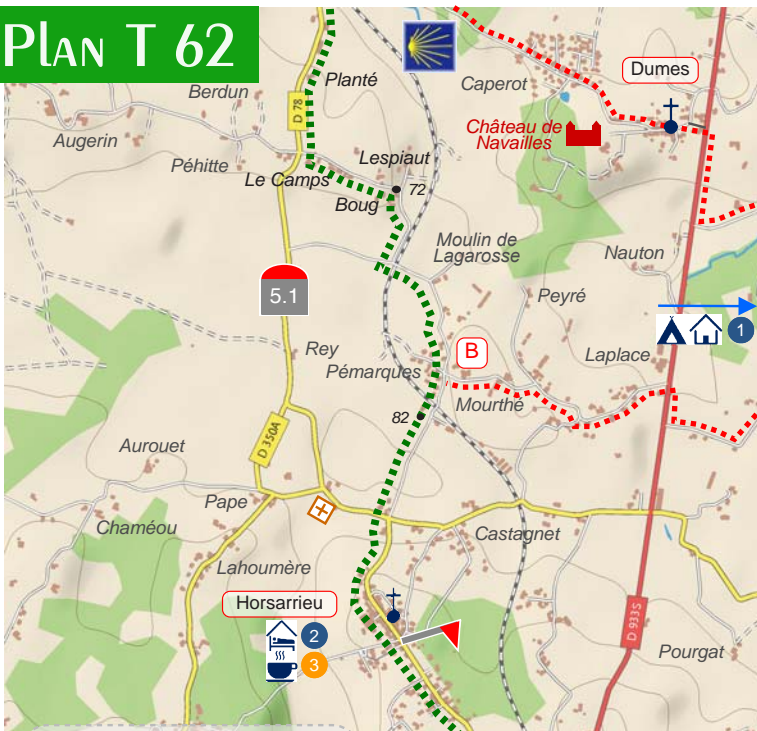 Plan T 62
Planté
Berdun
Caperot
Dumes
D 78
Château de
Navailles
Augerin
Péhitte
Lespiaut
Le Camps
72
Boug
Moulin de
Lagarosse
Nauton
5.1
Peyré
1
Rey
B
Laplace
Pémarques
Mourthé
82
D 350A
Aurouet
Pape
Chaméou
Castagnet
Lahoumère
Horsarrieu
D 933S
2
3
Pourgat